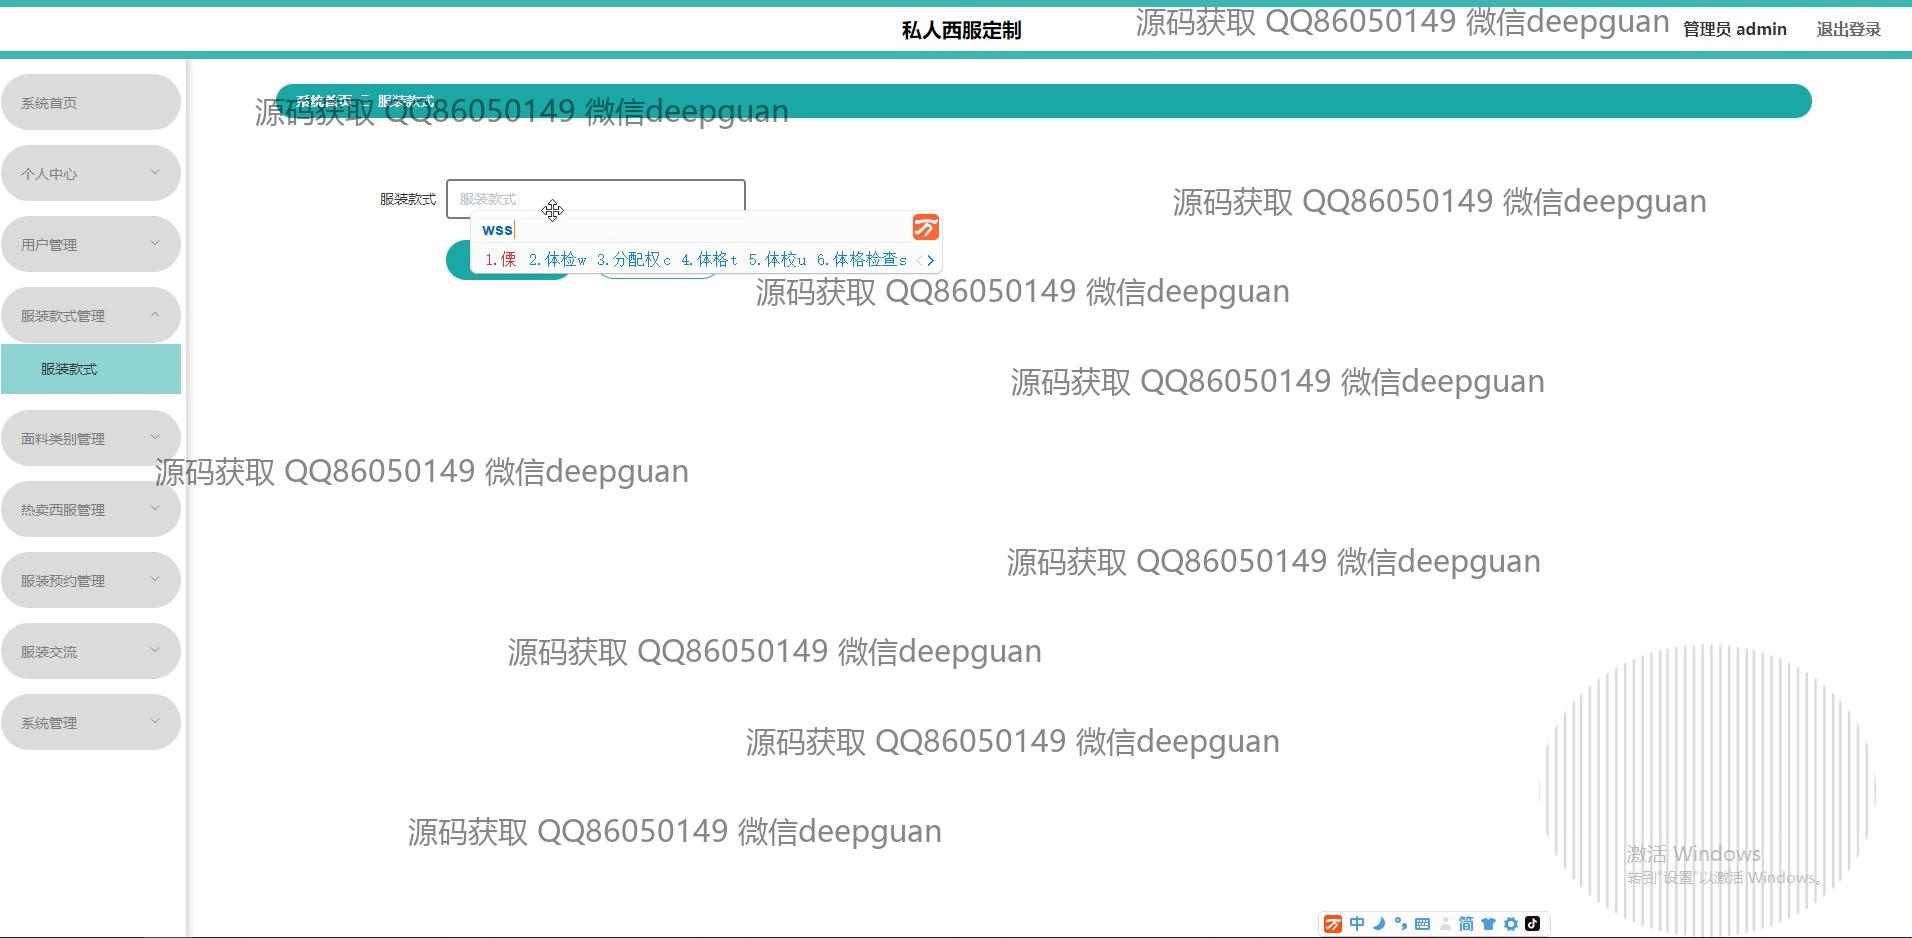 私人西服定制
源码获取 QQ86050149 微信deepguan
管理员 admin
退出登录
系统首页
系统首页 服装款式
源码获取 QQ86050149 微信deepguan
个人中心
服装款式
服装款式
源码获取 QQ86050149 微信deepguan
wss
用户管理
1.僳 2.体检w 3.分配权c 4.体格t 5.体校u 6.体格检查s
源码获取 QQ86050149 微信deepguan
服装款式管理
服装款式
源码获取 QQ86050149 微信deepguan
面料类别管理
源码获取 QQ86050149 微信deepguan
热卖西服管理
源码获取 QQ86050149 微信deepguan
服装预约管理
服装交流
源码获取 QQ86050149 微信deepguan
系统管理
源码获取 QQ86050149 微信deepguan
源码获取 QQ86050149 微信deepguan
激活 Windows
转到"设置"以激活 Windows。
中
简